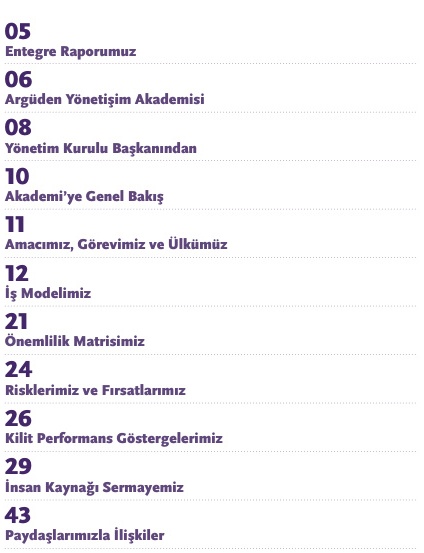 05
Entegre Raporumuz
06
Argüden Yönetişim Akademisi
08
Yönetim Kurulu Başkanından
10
Akademi’ye Genel Bakış
11
Amacımız, Görevimiz ve Ülkümüz
12
İş Modelimiz
21
Önemlilik Matrisimiz
24
Risklerimiz ve Fırsatlarımız
26
Kilit Performans Göstergelerimiz
29
İnsan Kaynağı Sermayemiz
43
Paydaşlarımızla İlişkiler